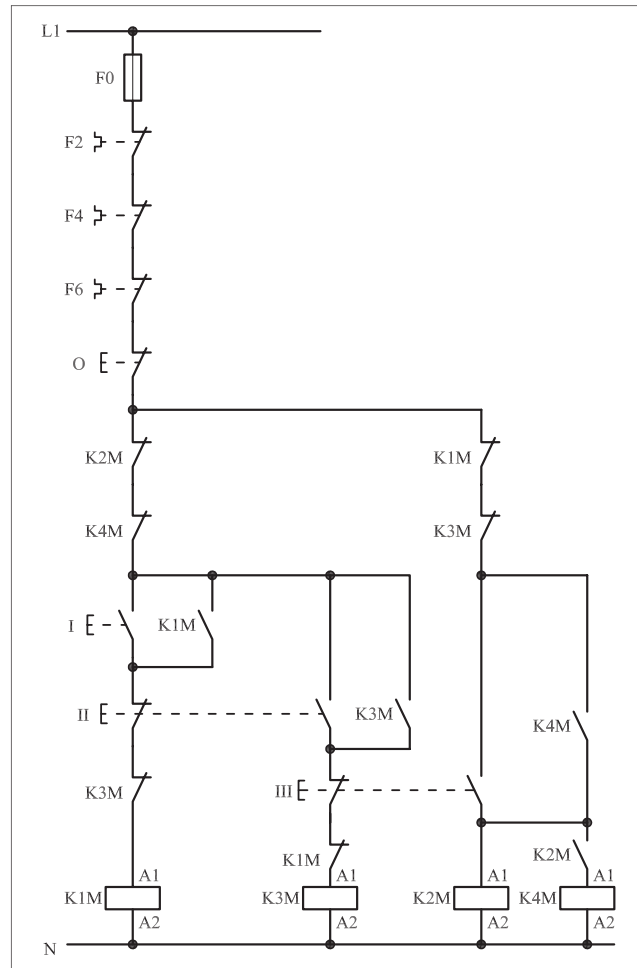 L1
F0
F2
F4
F6
O
K2M K1M
K4M K3M
I K1M
II K3M K4M
K3M III
K1M K2M
A1 A1 A1 A1
K1M K3M K2M K4M
A2 A2 A2 A2
N